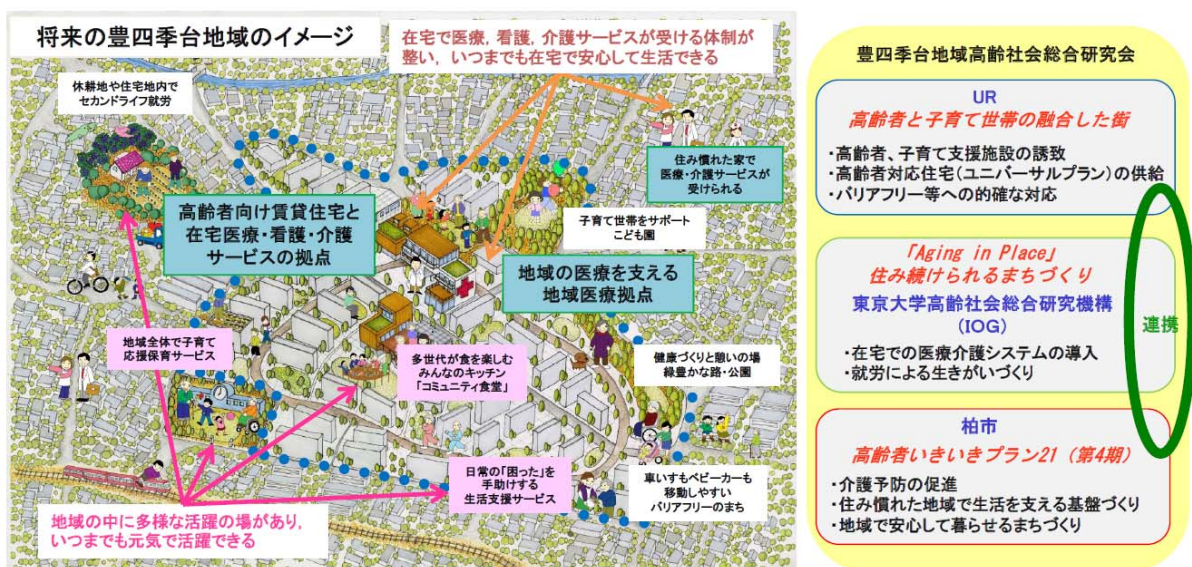 将来の豊四季台地域のイメージ
在宅で医療，看護，介護サービスが受ける体制が
整い，いつまでも在宅で安心して生活できる
休耕地や住宅地内で
セカンドライフ就労
住み慣れた家で
医療・介護サービスが
受けられる
高齢者向け賃貸住宅と
在宅医療・看護・介護
サービスの拠点
子育て世帯をサポート
こども園
地域の医療を支える
地域医療拠点
地域全体で子育て
応援保育サービス
多世代が食を楽しむ
みんなのキッチン
「コミュニティ食堂」
健康づくりと憩いの場
緑豊かな路・公園
日常の「困った」を
手助けする
生活支援サービス
車いすもベビーカーも
移動しやすい
バリアフリーのまち
地域の中に多様な活躍の場があり，
いつまでも元気で活躍できる
豊四季台地域高齢社会総合研究会
UR
高齢者と子育て世帯の融合した街
・高齢者、子育て支援施設の誘致
・高齢者対応住宅（ユニバーサルプラン）の供給
・バリアフリー等への的確な対応
「Aging in Place」
住み続けられるまちづくり
東京大学高齢社会総合研究機構
（IOG）
・在宅での医療介護システムの導入
・就労による生きがいづくり
連携
柏市
高齢者いきいきプラン21（第4期）
・介護予防の促進
・住み慣れた地域で生活を支える基盤づくり
・地域で安心して暮らせるまちづくり